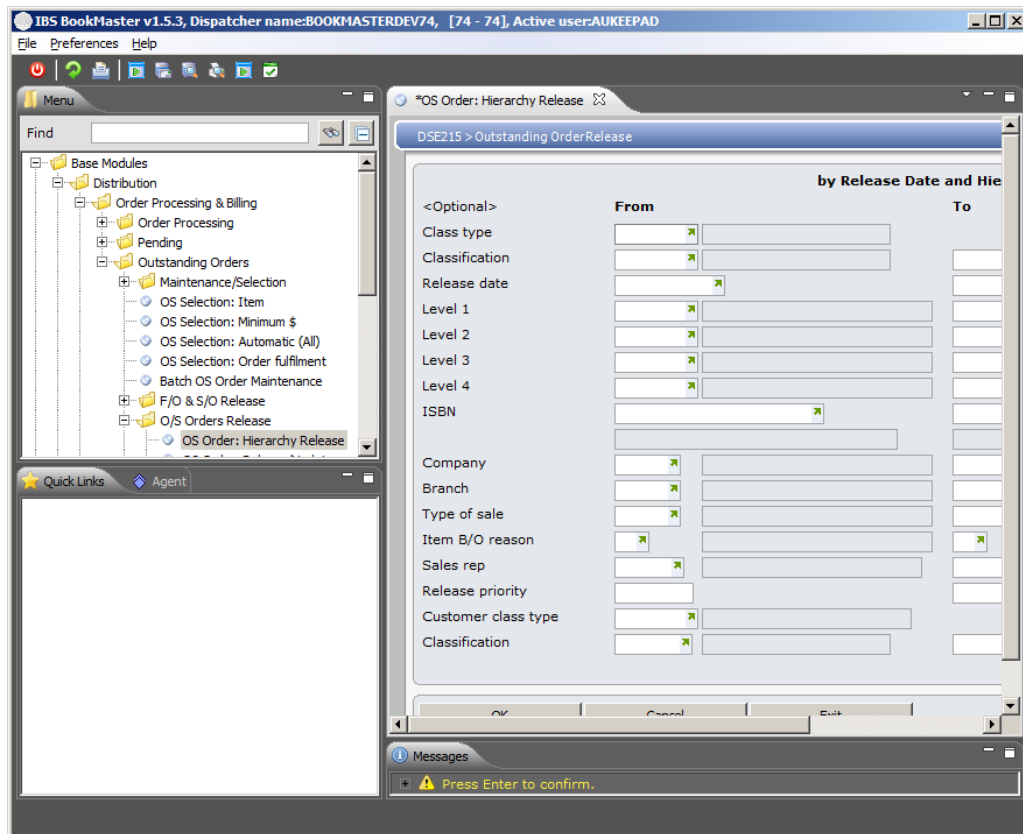 IBS BookMaster v1.5.3, Dispatcher name:BOOKMASTERDEV74, [74 - 74], Active user:AUKEEPAD
File Preferences Help
Menu
Find
Base Modules
Distribution
Order Processing & Billing
Order Processing
Pending
Outstanding Orders
Maintenance/Selection
OS Selection: Item
OS Selection: Minimum $
OS Selection: Automatic (All)
OS Selection: Order fulfilment
Batch OS Order Maintenance
F/O & S/O Release
O/S Orders Release
OS Order: Hierarchy Release
Quick Links Agent
*OS Order: Hierarchy Release
DSE215 > Outstanding OrderRelease
by Release Date and Hie
<Optional> From To
Class type
Classification
Release date
Level 1
Level 2
Level 3
Level 4
ISBN
Company
Branch
Type of sale
Item B/O reason
Sales rep
Release priority
Customer class type
Classification
OK Cancel Exit
Messages
Press Enter to confirm.